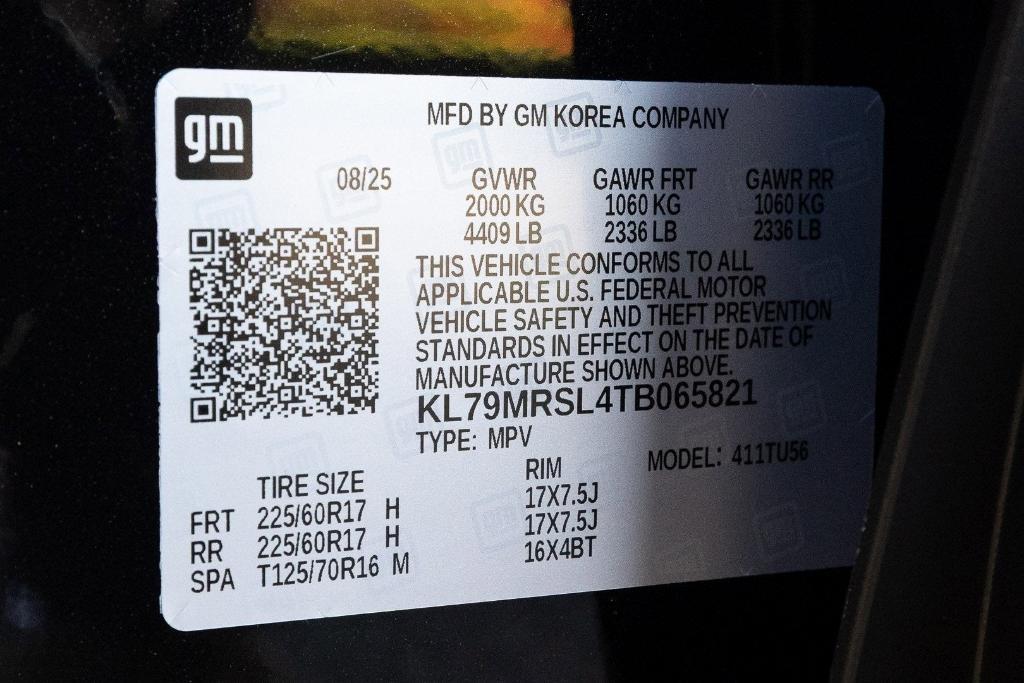 gm
MFD BY GM KOREA COMPANY
08/25 GVWR GAWR FRT GAWR RR
2000 KG 1060 KG 1060 KG
4409 LB 2336 LB 2336 LB
THIS VEHICLE CONFORMS TO ALL
APPLICABLE U.S. FEDERAL MOTOR
VEHICLE SAFETY AND THEFT PREVENTION
STANDARDS IN EFFECT ON THE DATE OF
MANUFACTURE SHOWN ABOVE.
KL79MRSL4TB065821
TYPE: MPV
MODEL: 411TU56
TIRE SIZE RIM
FRT 225/60R17 H 17X7.5J
RR 225/60R17 H 17X7.5J
SPA T125/70R16 M 16X4BT